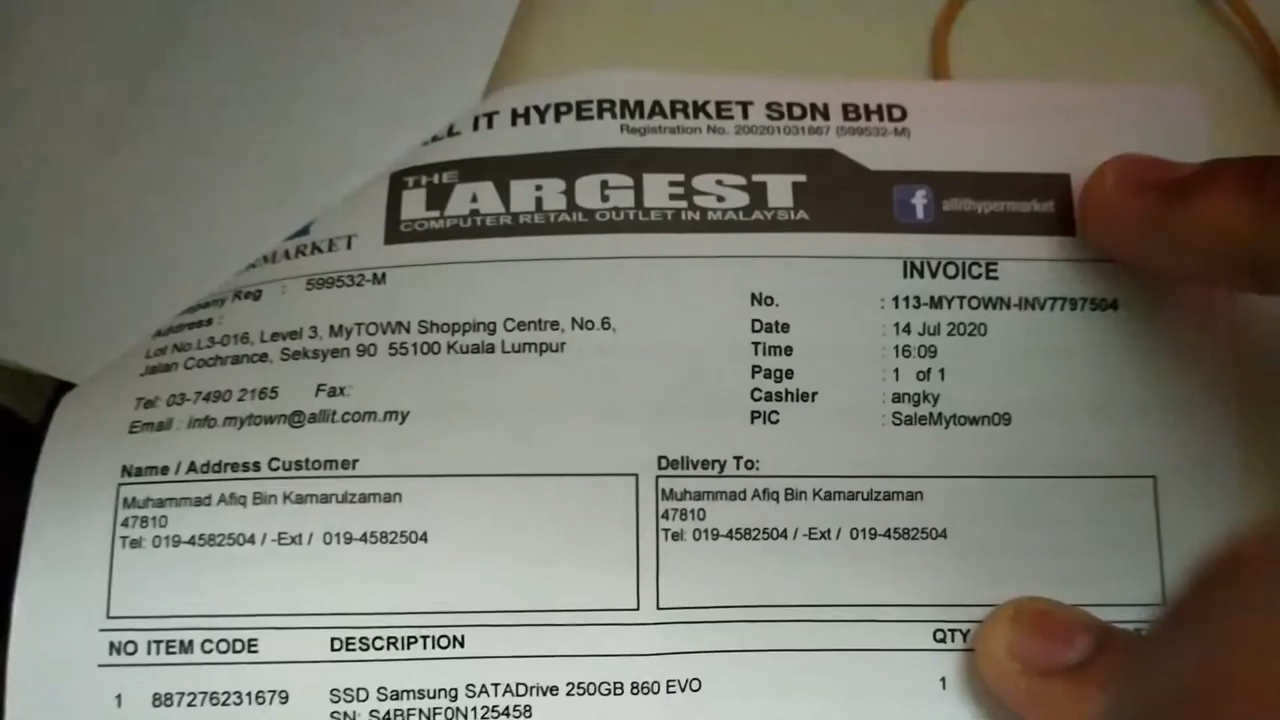 IT HYPERMARKET SDN BHD
Registration No. 200201031867 (599532-M)
THE
LARGEST
COMPUTER RETAIL OUTLET IN MALAYSIA
f allithypermarket
599532-M
Address :
Lot No.L3-016, Level 3, MyTOWN Shopping Centre, No.6,
Jalan Cochrance, Seksyen 90 55100 Kuala Lumpur
Tel: 03-7490 2165 Fax:
Email : info.mytown@allit.com.my
INVOICE
No. : 113-MYTOWN-INV7797504
Date : 14 Jul 2020
Time : 16:09
Page : 1 of 1
Cashier : angky
PIC : SaleMytown09
Name / Address Customer
Muhammad Afiq Bin Kamarulzaman
47810
Tel: 019-4582504 / -Ext / 019-4582504
Delivery To:
Muhammad Afiq Bin Kamarulzaman
47810
Tel: 019-4582504 / -Ext / 019-4582504
NO ITEM CODE DESCRIPTION QTY
1 887276231679 SSD Samsung SATADrive 250GB 860 EVO 1
SN: S4BENF0N125458